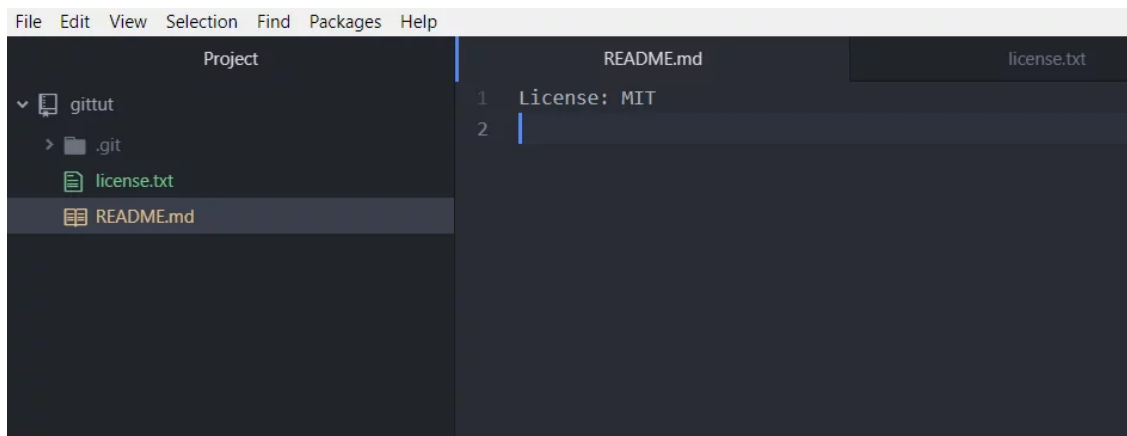 File Edit View Selection Find Packages Help
Project
gittut
.git
license.txt
README.md
README.md license.txt
1 License: MIT
2